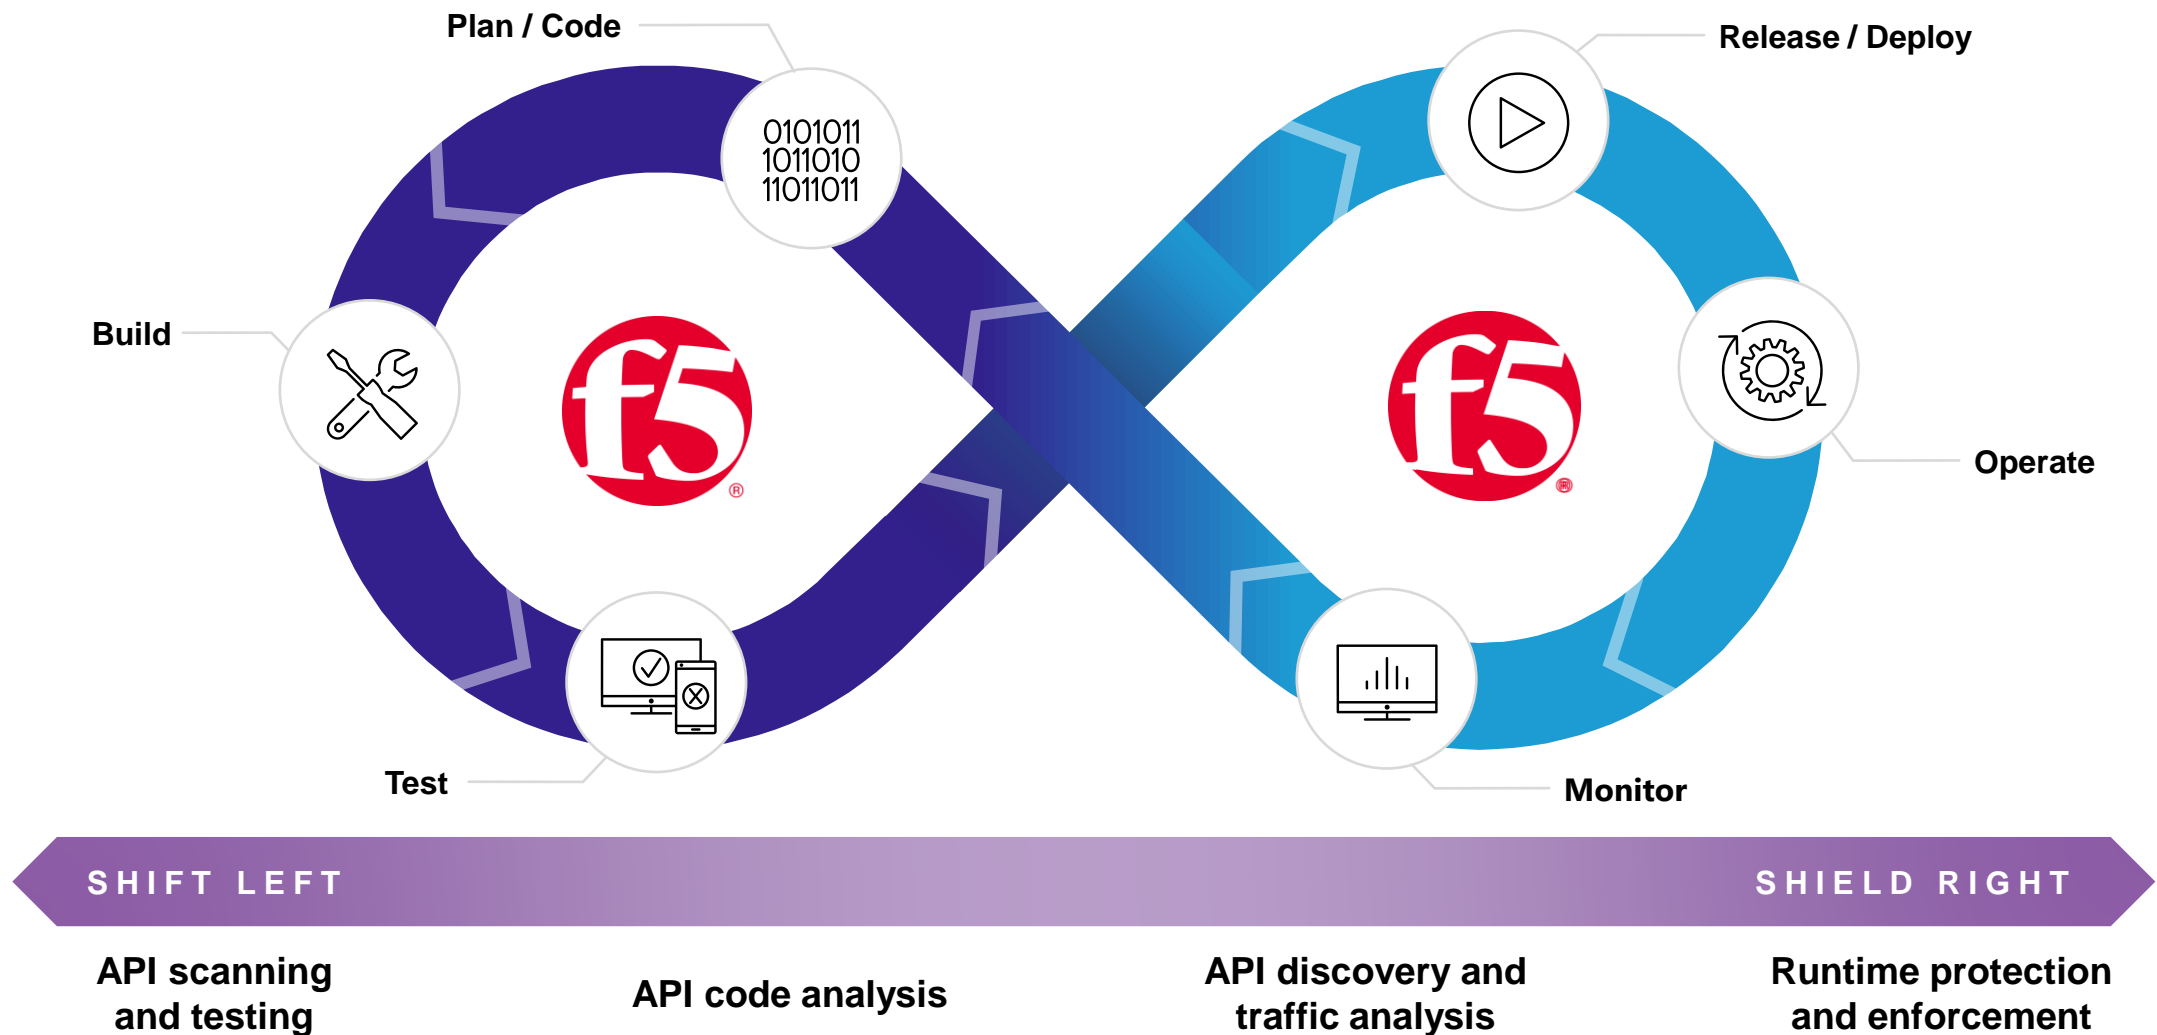 Plan / Code
Release / Deploy
0101011
1011010
11011011
Build
f5
®
f5
®
Operate
Test
Monitor
SHIFT LEFT
SHIELD RIGHT
API scanning
and testing
API code analysis
API discovery and
traffic analysis
Runtime protection
and enforcement